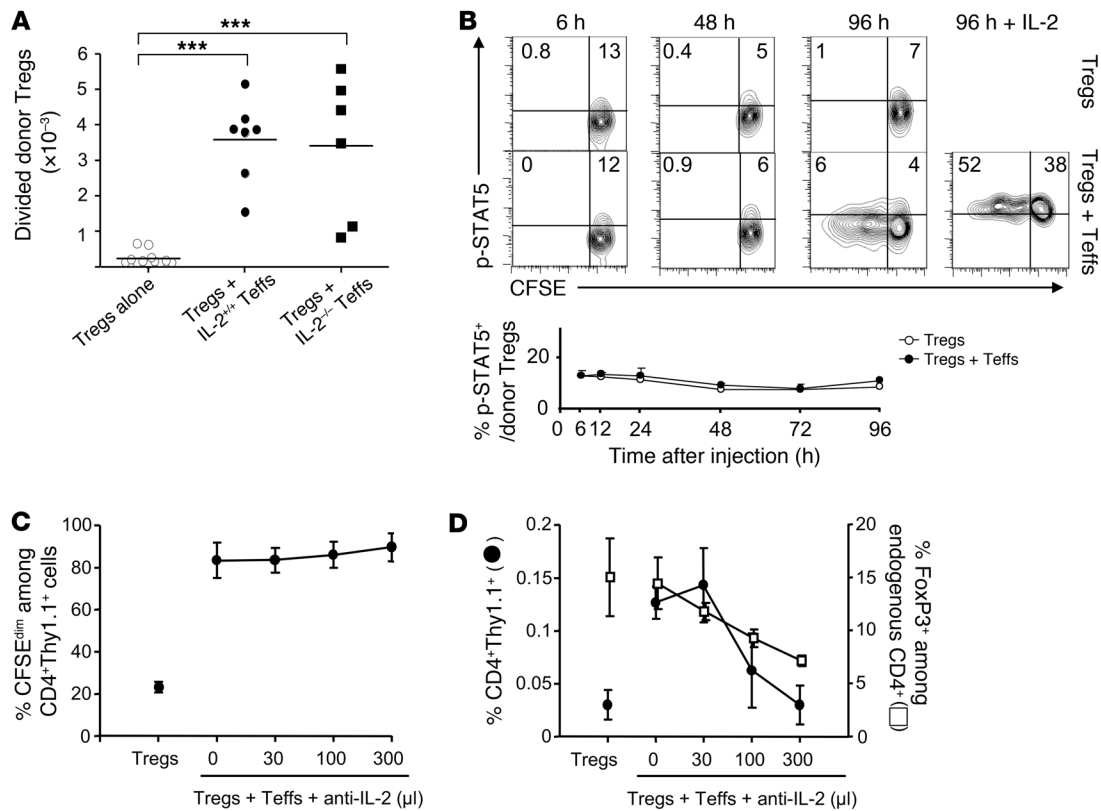 A
***
***
Divided donor Tregs
(×10⁻³)
6
5
4
3
2
1
Tregs alone
Tregs +
IL-2⁺/⁺ Teffs
Tregs +
IL-2⁻/⁻ Teffs
B
6 h
48 h
96 h
96 h + IL-2
0.8
13
0.4
5
1
7
Tregs
0
12
0.9
6
6
4
52
38
Tregs + Teffs
p-STAT5
CFSE
% p-STAT5⁺
/donor Tregs
20
0
Tregs
Tregs + Teffs
0 6 12 24 48 72 96
Time after injection (h)
C
% CFSEᵈⁱᵐ among
CD4⁺Thy1.1⁺ cells
100
80
60
40
20
0
Tregs
0 30 100 300
Tregs + Teffs + anti-IL-2 (µl)
D
% CD4⁺Thy1.1⁺ (●)
0.2
0.15
0.1
0.05
0
20
15
10
5
0
% FoxP3⁺ among
endogenous CD4⁺ (□)
Tregs
0 30 100 300
Tregs + Teffs + anti-IL-2 (µl)